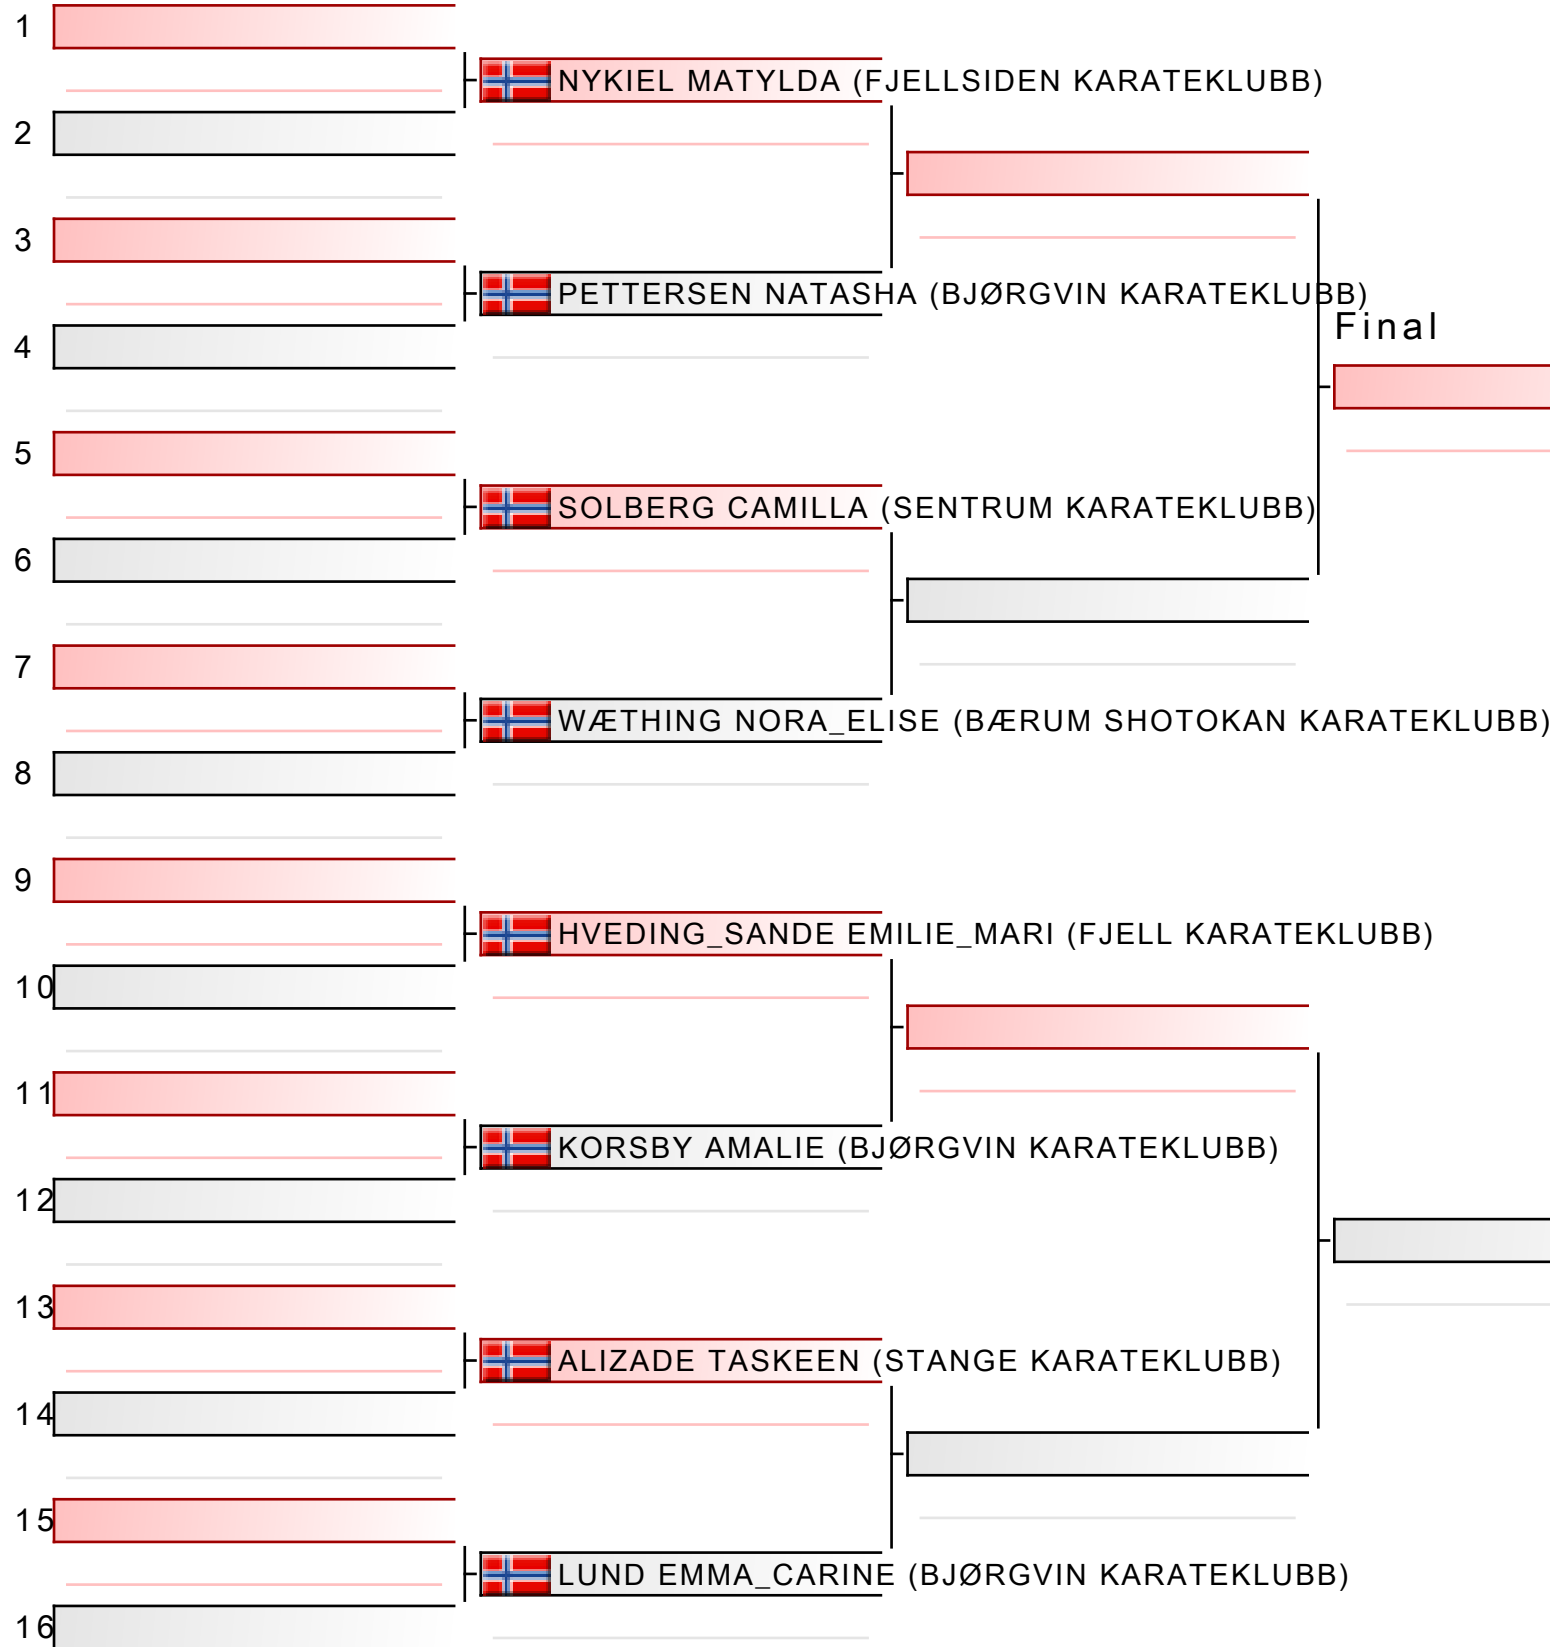 1
NYKIEL MATYLDA (FJELLSIDEN KARATEKLUBB)
2
3
PETTERSEN NATASHA (BJØRGVIN KARATEKLUBB)
Final
4
5
SOLBERG CAMILLA (SENTRUM KARATEKLUBB)
6
7
WÆTHING NORA_ELISE (BÆRUM SHOTOKAN KARATEKLUBB)
8
9
HVEDING_SANDE EMILIE_MARI (FJELL KARATEKLUBB)
10
11
KORSBY AMALIE (BJØRGVIN KARATEKLUBB)
12
13
ALIZADE TASKEEN (STANGE KARATEKLUBB)
14
15
LUND EMMA_CARINE (BJØRGVIN KARATEKLUBB)
16